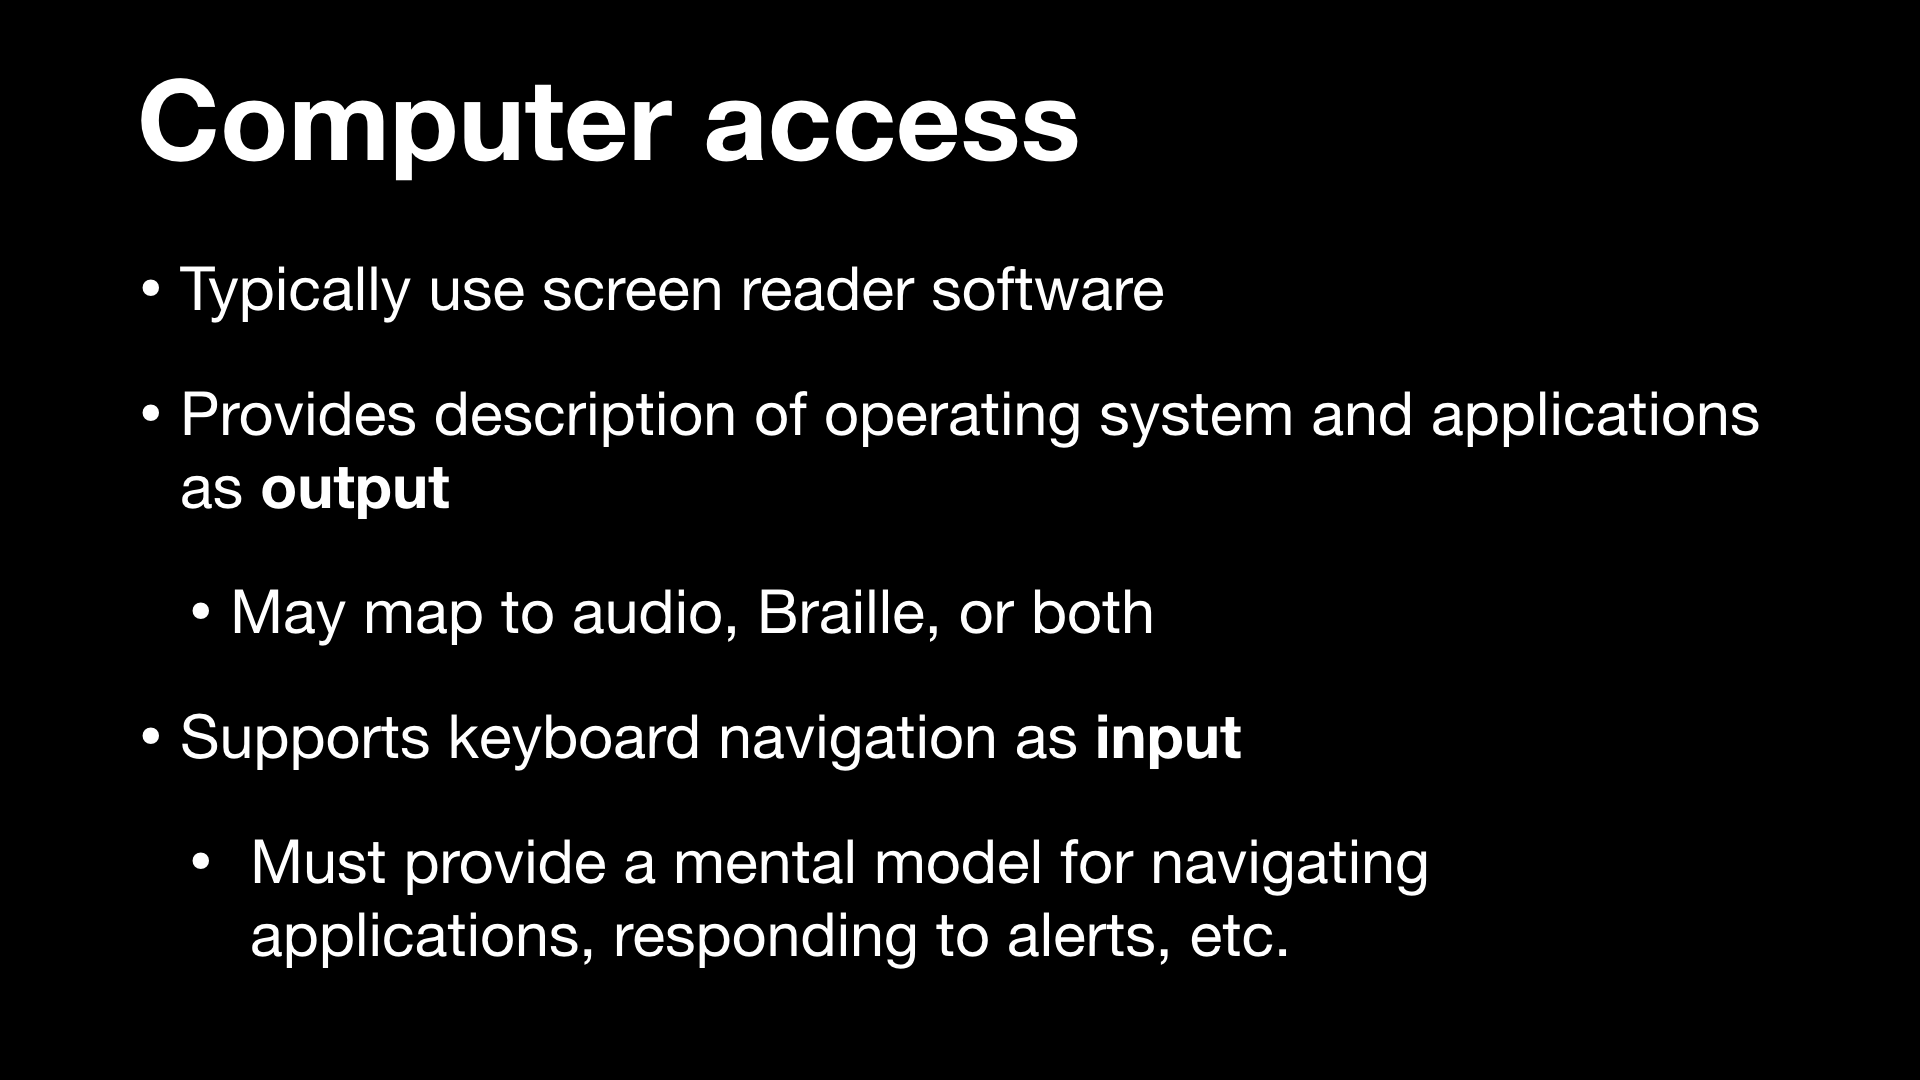 Computer access
• Typically use screen reader software
• Provides description of operating system and applications
as output
• May map to audio, Braille, or both
• Supports keyboard navigation as input
• Must provide a mental model for navigating
applications, responding to alerts, etc.